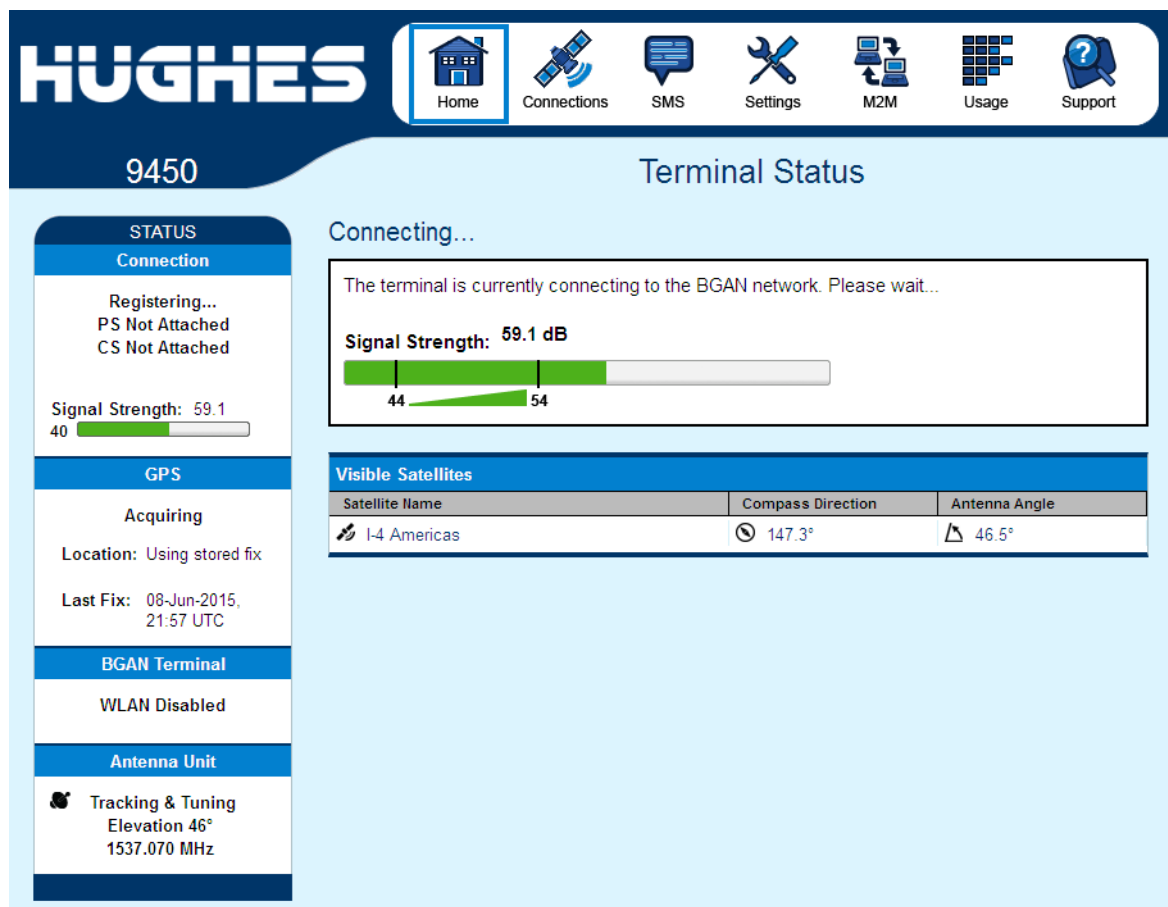 HUGHES
Home Connections SMS Settings M2M Usage Support
9450
Terminal Status
STATUS
Connection
Registering...
PS Not Attached
CS Not Attached
Signal Strength: 59.1
40
GPS
Acquiring
Location: Using stored fix
Last Fix: 08-Jun-2015,
21:57 UTC
BGAN Terminal
WLAN Disabled
Antenna Unit
Tracking & Tuning
Elevation 46°
1537.070 MHz
Connecting...
The terminal is currently connecting to the BGAN network. Please wait...
Signal Strength: 59.1 dB
44 54
Visible Satellites
Satellite Name Compass Direction Antenna Angle
I-4 Americas 147.3° 46.5°